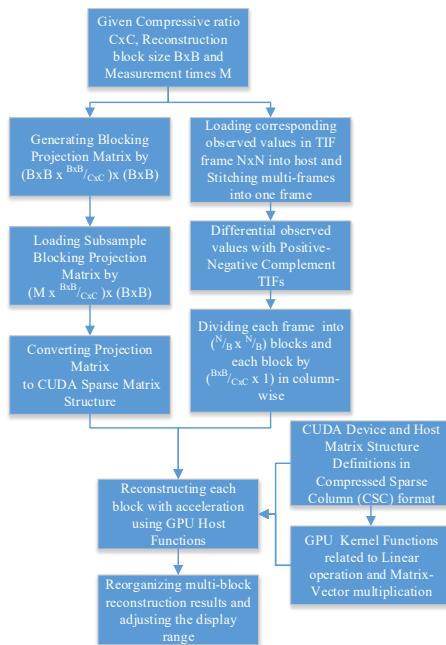 Given Compressive ratio
CxC, Reconstruction
block size BxB and
Measurement times M
Generating Blocking
Projection Matrix by
(BxB x BxB/CxC)x (BxB)
Loading Subsample
Blocking Projection
Matrix by
(M x BxB/CxC)x (BxB)
Converting Projection
Matrix
to CUDA Sparse Matrix
Structure
Loading corresponding
observed values in TIF
frame NxN into host and
Stitching multi-frames
into one frame
Differential observed
values with Positive-
Negative Complement
TIFs
Dividing each frame into
(N/B x N/B) blocks and
each block by
(BxB/CxC x 1) in column-
wise
CUDA Device and Host
Matrix Structure
Definitions in
Compressed Sparse
Column (CSC) format
GPU Kernel Functions
related to Linear
operation and Matrix-
Vector multiplication
Reconstructing each
block with acceleration
using GPU Host
Functions
Reorganizing multi-block
reconstruction results and
adjusting the display
range